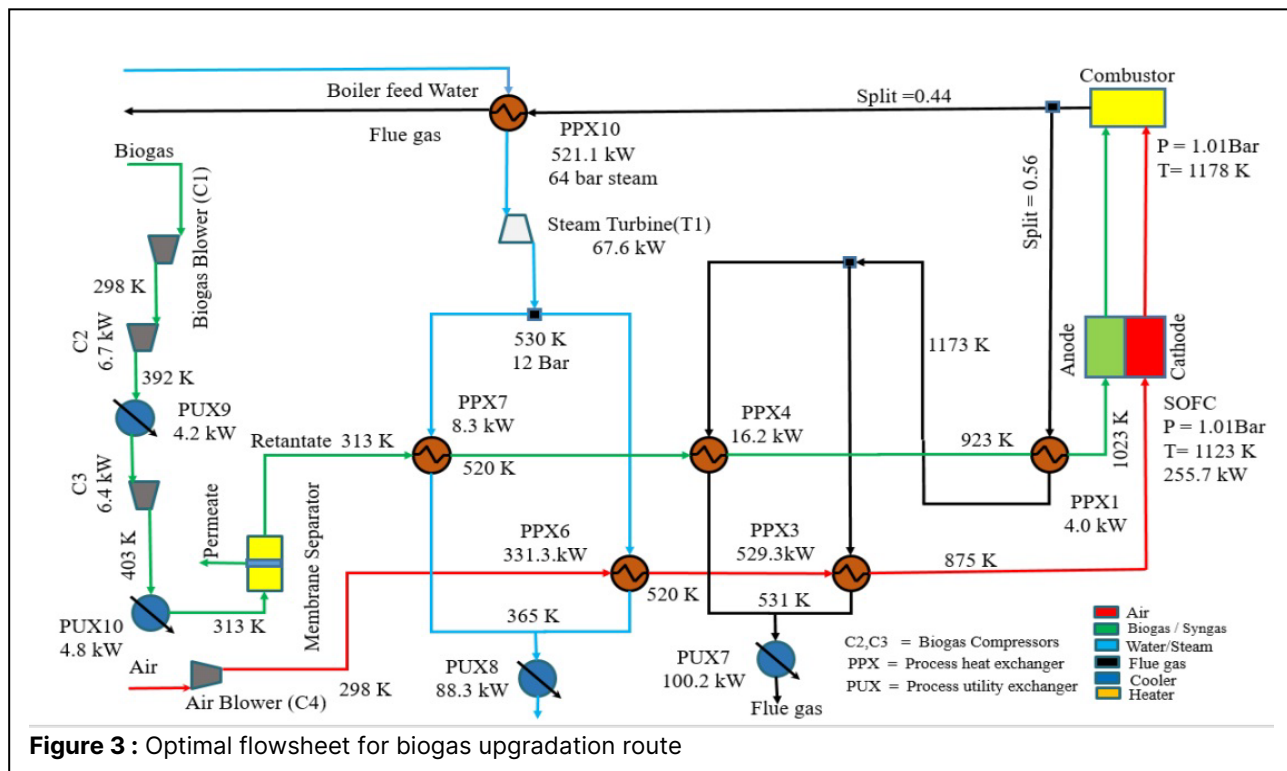 Combustor
Boiler feed Water
Split =0.44
Flue gas
PPX10
521.1 kW
64 bar steam
P = 1.01Bar
T= 1178 K
Biogas
Biogas Blower (C1)
Split = 0.56
Steam Turbine(T1)
67.6 kW
298 K
C2
6.7 kW
392 K
530 K
12 Bar
1173 K
Anode
Cathode
PUX9
4.2 kW
PPX7
8.3 kW
PPX4
16.2 kW
SOFC
P = 1.01Bar
T= 1123 K
255.7 kW
Retantate
313 K
520 K
923 K
1023 K
C3
6.4 kW
PPX1
4.0 kW
403 K
Permeate
Membrane Separator
PPX6
331.3.kW
PPX3
529.3kW
875 K
520 K
531 K
PUX10
4.8 kW
313 K
365 K
Air
Air Blower (C4)
298 K
PUX8
88.3 kW
PUX7
100.2 kW
Flue gas
C2,C3 = Biogas Compressors
PPX = Process heat exchanger
PUX = Process utility exchanger
Air
Biogas / Syngas
Water/Steam
Flue gas
Cooler
Heater
Figure 3 : Optimal flowsheet for biogas upgradation route